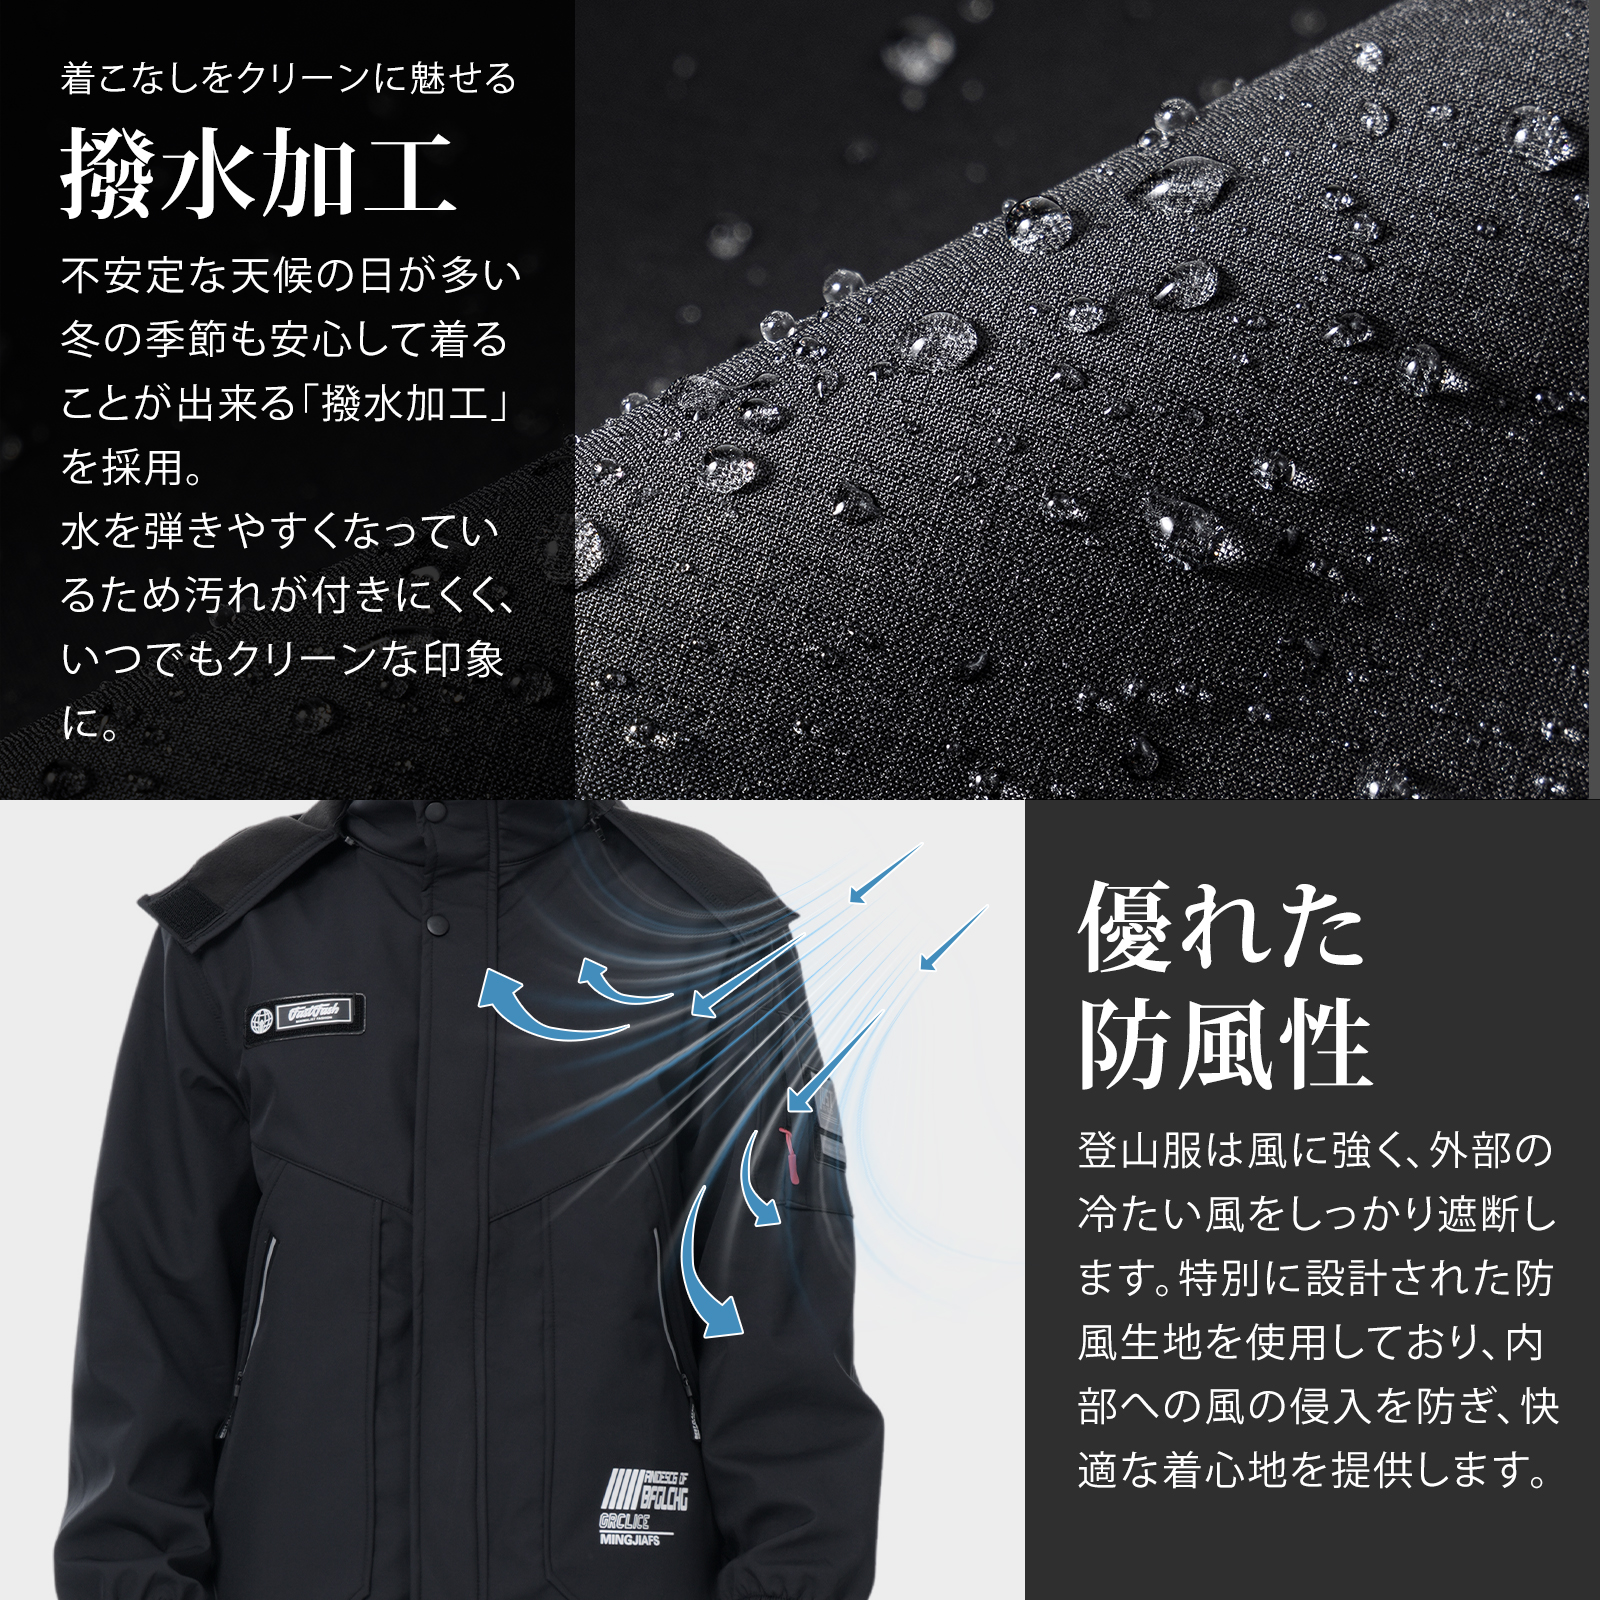 着こなしをクリーンに魅せる
撥水加工
不安定な天候の日が多い
冬の季節も安心して着る
ことが出来る「撥水加工」
を採用。
水を弾きやすくなってい
るため汚れが付きにくく、
いつでもクリーンな印象
に。
優れた
防風性
登山服は風に強く、外部の
冷たい風をしっかり遮断し
ます。特別に設計された防
風生地を使用しており、内
部への風の侵入を防ぎ、快
適な着心地を提供します。
BFGLCHG
GRCLICE
MINGJIAFS